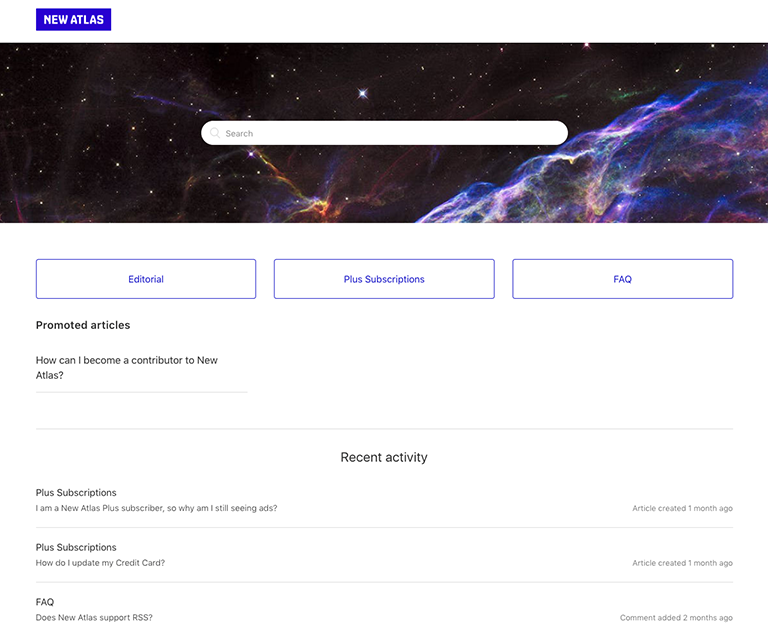 NEW ATLAS
Search
Editorial
Plus Subscriptions
FAQ
Promoted articles
How can I become a contributor to New
Atlas?
Recent activity
Plus Subscriptions
I am a New Atlas Plus subscriber, so why am I still seeing ads?
Article created 1 month ago
Plus Subscriptions
How do I update my Credit Card?
Article created 1 month ago
FAQ
Does New Atlas support RSS?
Comment added 2 months ago